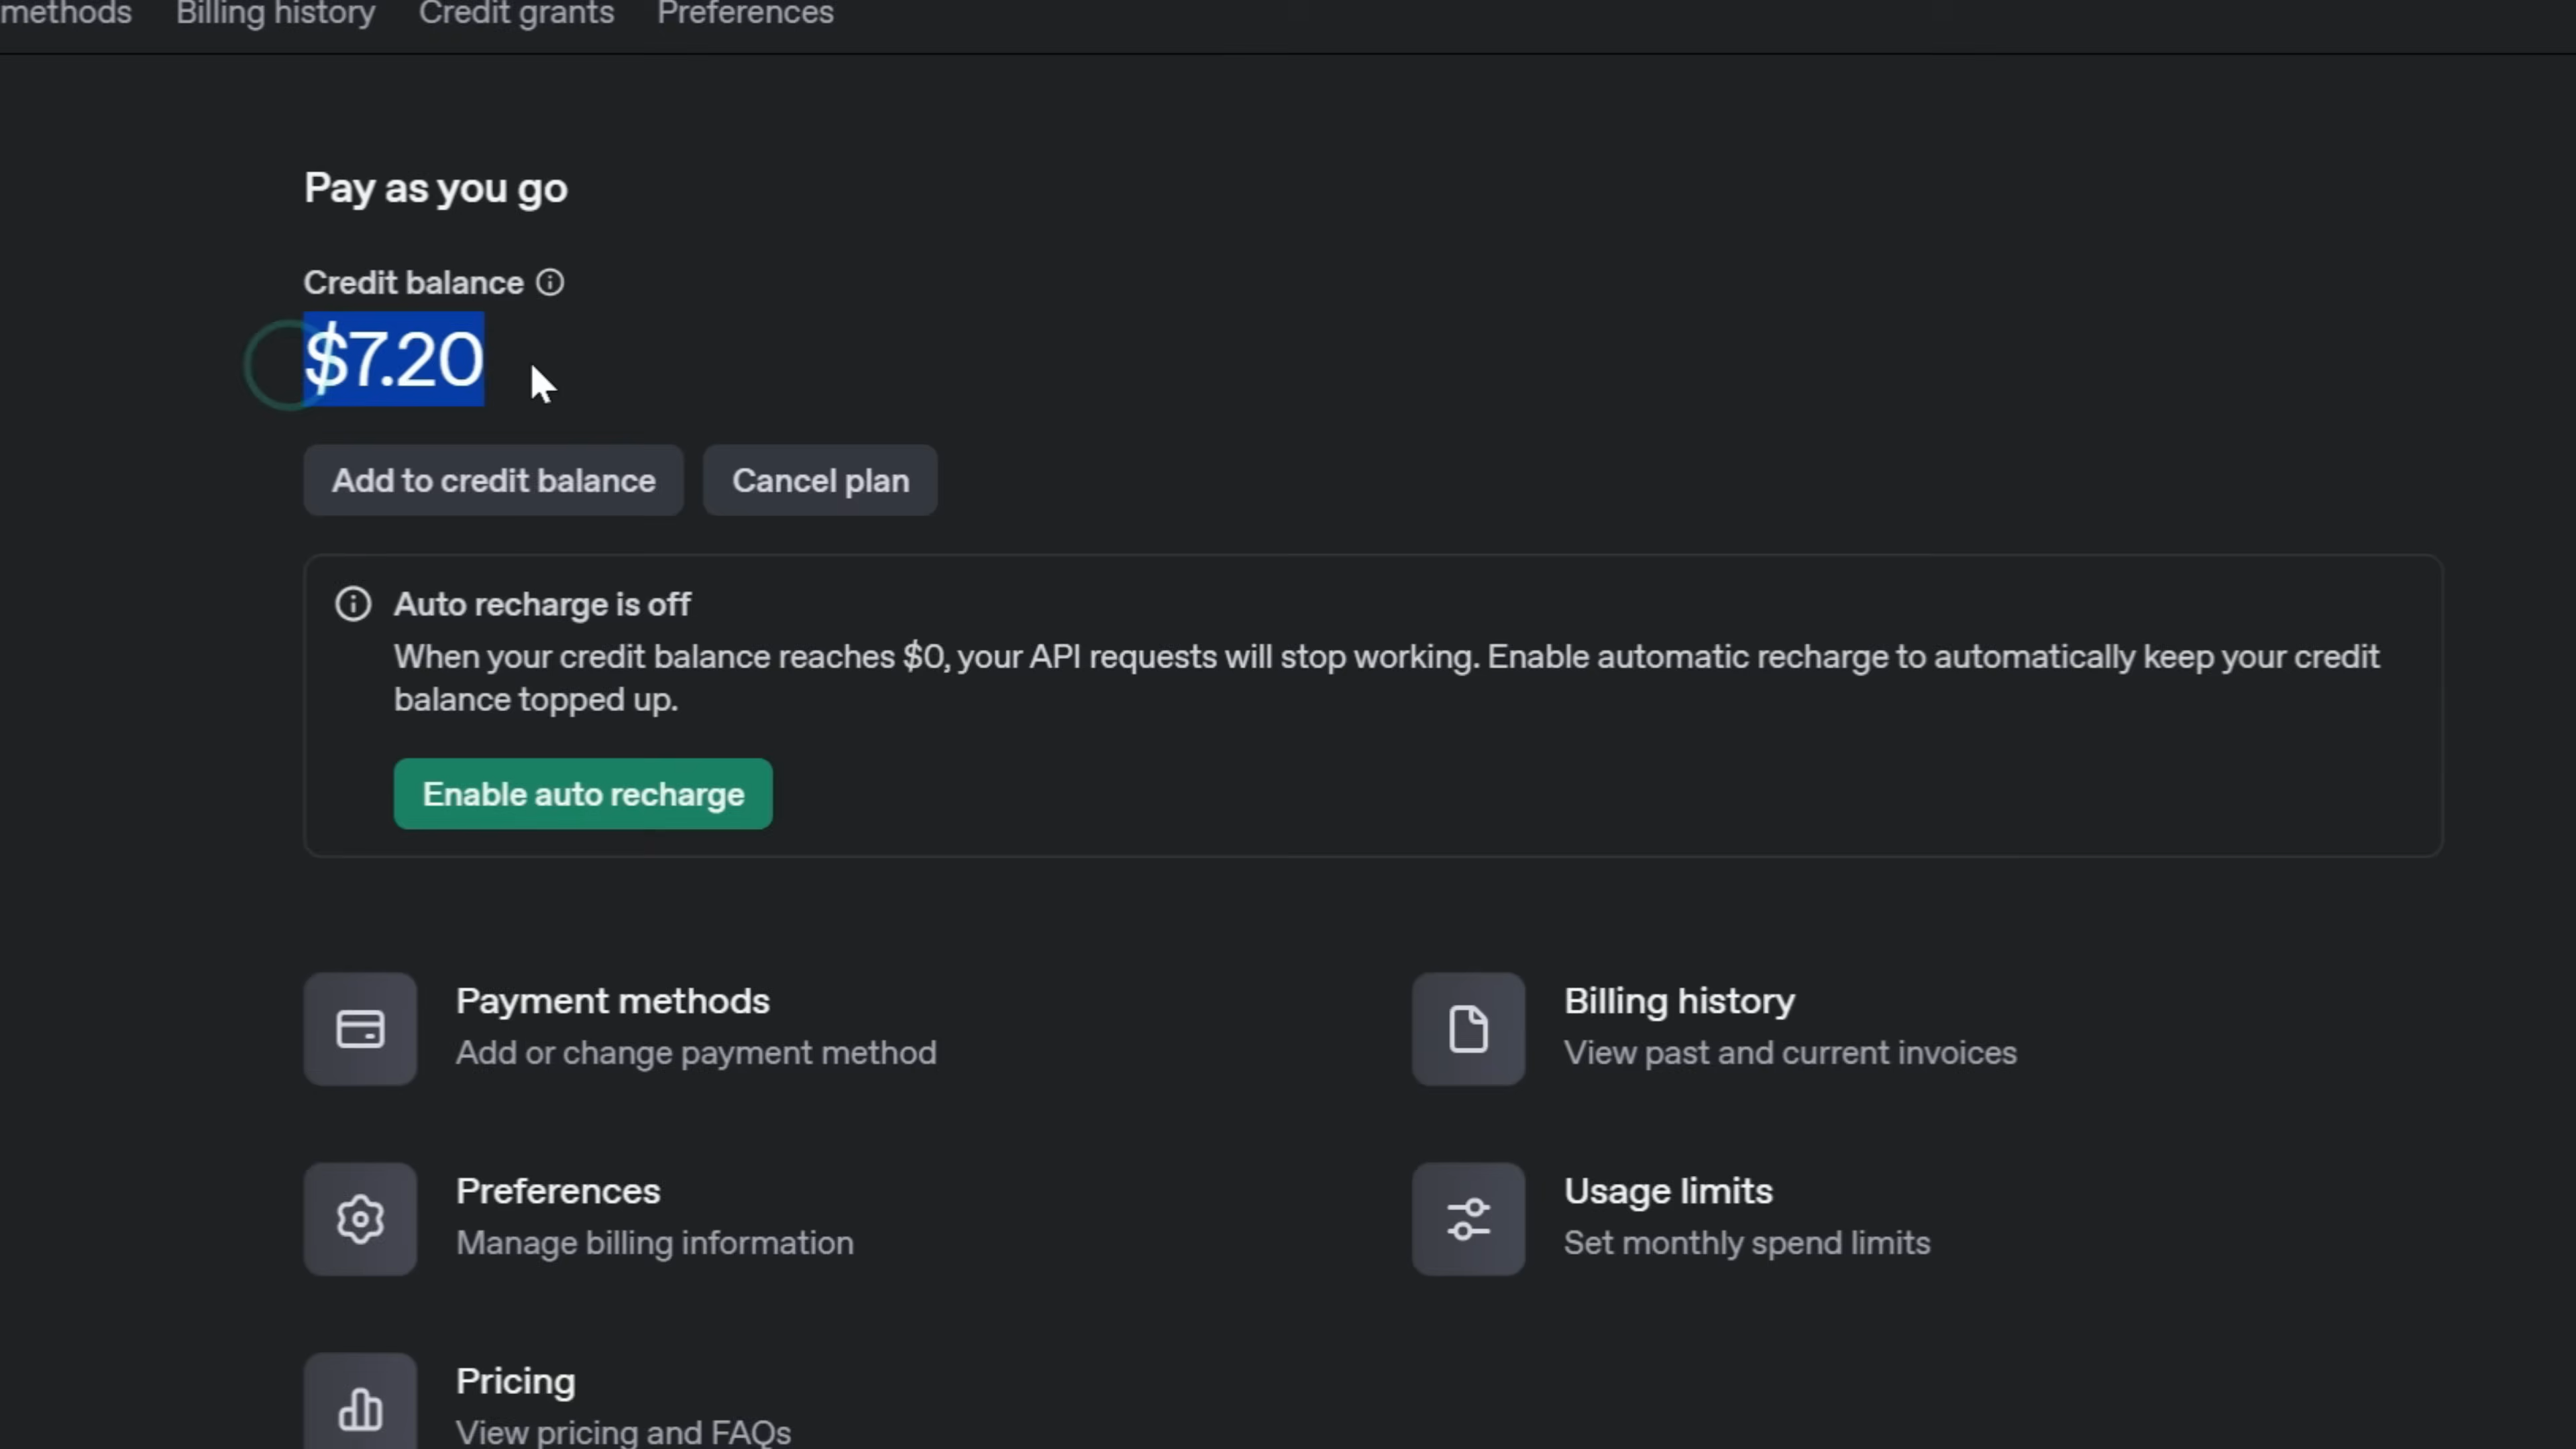 methods Billing history Credit grants Preferences
Pay as you go
Credit balance
$7.20
Add to credit balance Cancel plan
Auto recharge is off
When your credit balance reaches $0, your API requests will stop working. Enable automatic recharge to automatically keep your credit
balance topped up.
Enable auto recharge
Payment methods
Add or change payment method
Billing history
View past and current invoices
Preferences
Manage billing information
Usage limits
Set monthly spend limits
Pricing
View pricing and FAQs